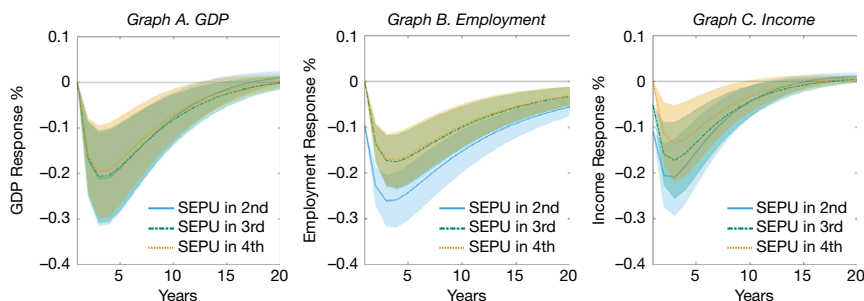 Graph A. GDP
GDP Response %
0.1
0
−0.1
−0.2
−0.3
−0.4
SEPU in 2nd
SEPU in 3rd
SEPU in 4th
5
10
15
20
Years
Graph B. Employment
Employment Response %
0.1
0
−0.1
−0.2
−0.3
−0.4
SEPU in 2nd
SEPU in 3rd
SEPU in 4th
5
10
15
20
Years
Graph C. Income
Income Response %
0.1
0
−0.1
−0.2
−0.3
−0.4
SEPU in 2nd
SEPU in 3rd
SEPU in 4th
5
10
15
20
Years